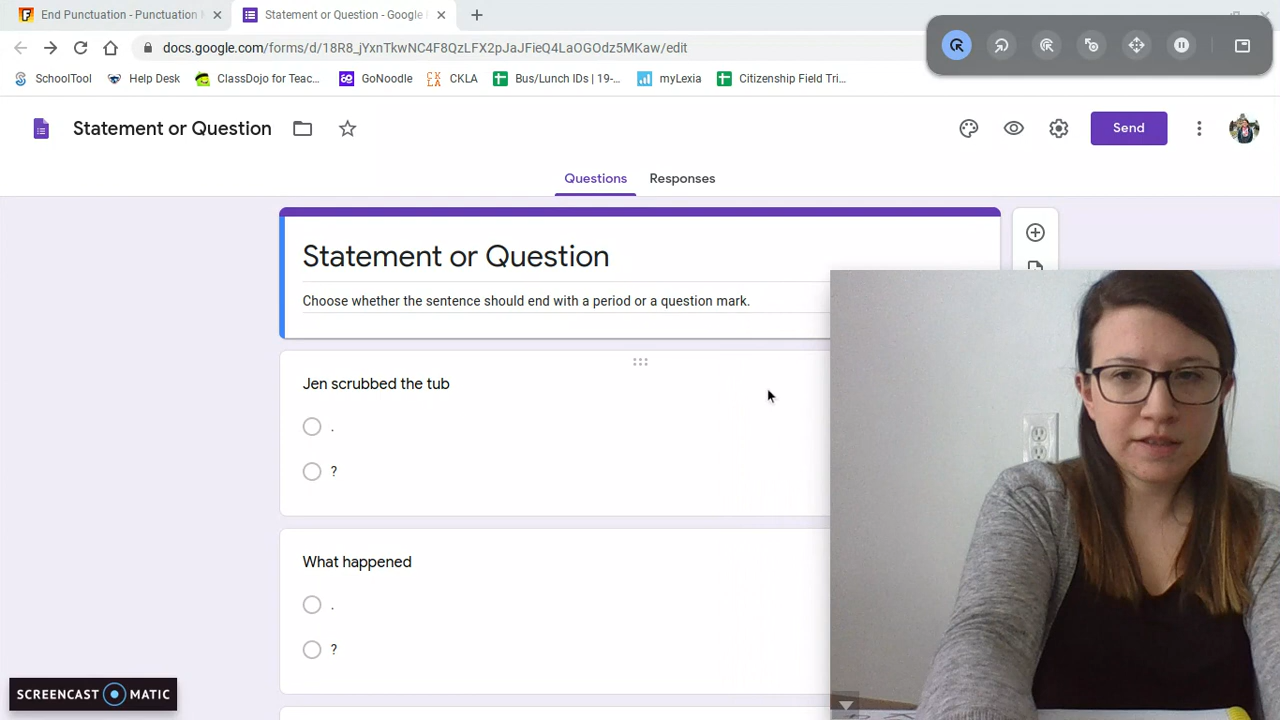 End Punctuation - Punctuation
Statement or Question - Google
docs.google.com/forms/d/18R8_jYxnTkwNC4F8QzLFX2pJaJFieQ4LaOGOdz5MKaw/edit
SchoolTool
Help Desk
ClassDojo for Teac...
GoNoodle
CKLA
Bus/Lunch IDs | 19-...
myLexia
Citizenship Field Tri...
Statement or Question
Send
Questions
Responses
Statement or Question
Choose whether the sentence should end with a period or a question mark.
Jen scrubbed the tub
.
?
What happened
.
?
SCREENCAST MATIC